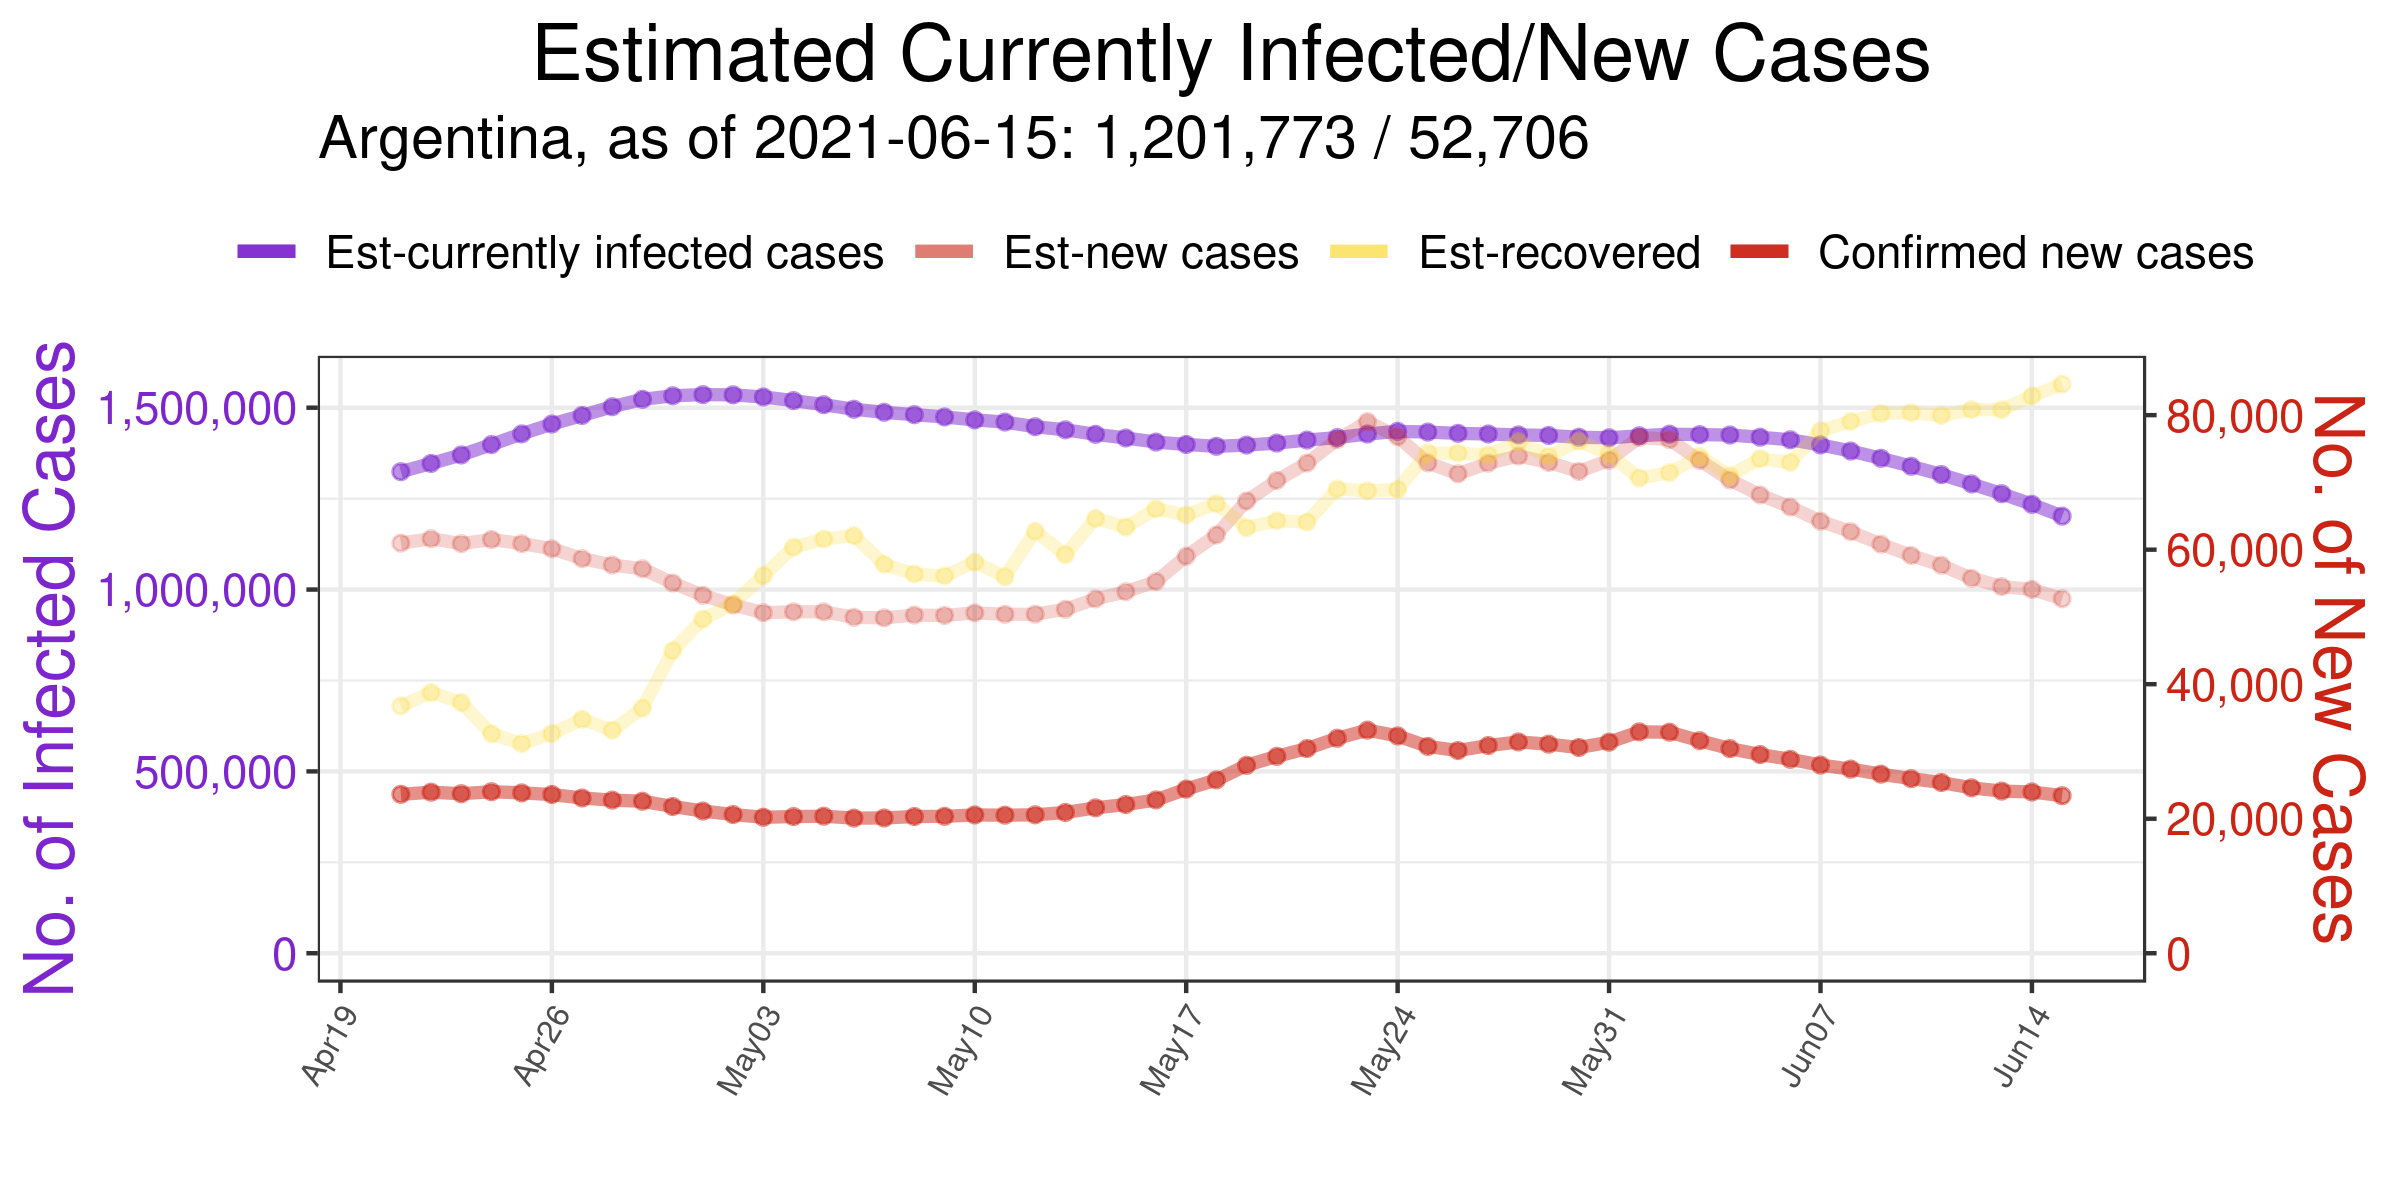 Estimated Currently Infected/New Cases
Argentina, as of 2021-06-15: 1,201,773 / 52,706
Est-currently infected cases Est-new cases Est-recovered Confirmed new cases
No. of Infected Cases
1,500,000
1,000,000
500,000
0
80,000
60,000
40,000
20,000
0
No. of New Cases
Apr19 Apr26 May03 May10 May17 May24 May31 Jun07 Jun14